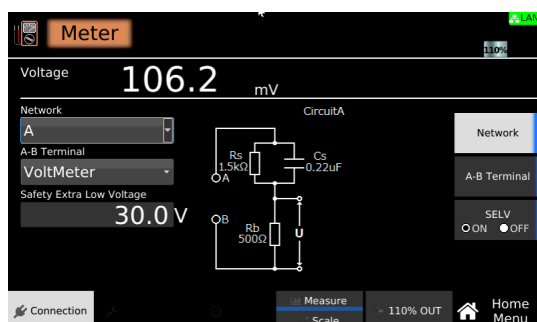 Meter
LAN
110%
Voltage 106.2 mV
Network
A
A-B Terminal
VoltMeter
Safety Extra Low Voltage
30.0 V
CircuitA
Rs
1.5kΩ
Cs
0.22uF
A
B
Rb
500Ω
U
Network
A-B Terminal
SELV
ON OFF
Connection
Measure
Scale
110% OUT
Home
Menu